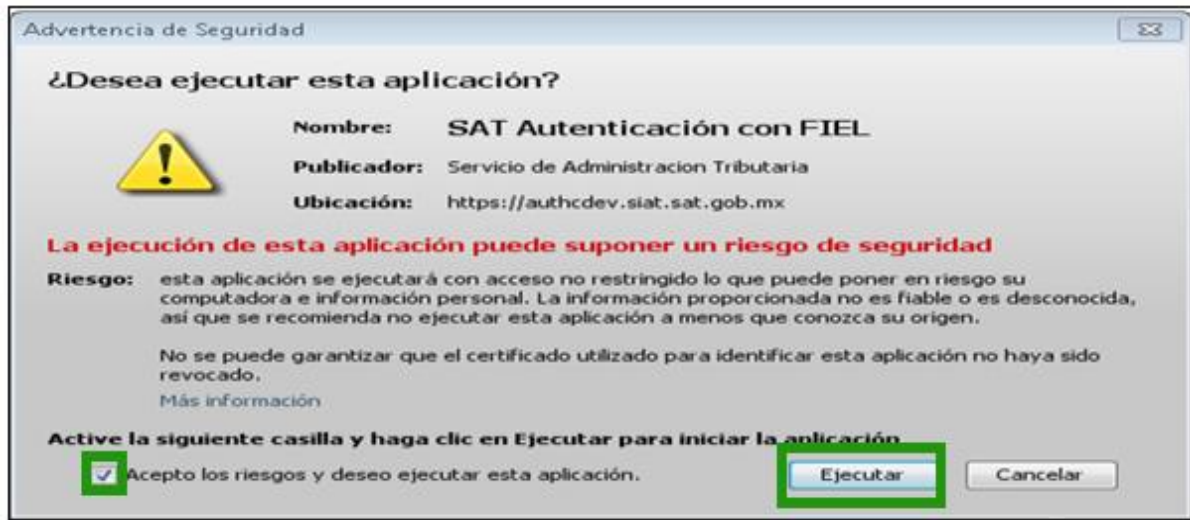 Advertencia de Seguridad
¿Desea ejecutar esta aplicación?
Nombre: SAT Autenticación con FIEL
Publicador: Servicio de Administracion Tributaria
Ubicación: https://authcdev.siat.sat.gob.mx
La ejecución de esta aplicación puede suponer un riesgo de seguridad
Riesgo: esta aplicación se ejecutará con acceso no restringido lo que puede poner en riesgo su
computadora e información personal. La información proporcionada no es fiable o es desconocida,
así que se recomienda no ejecutar esta aplicación a menos que conozca su origen.
No se puede garantizar que el certificado utilizado para identificar esta aplicación no haya sido
revocado.
Más información
Active la siguiente casilla y haga clic en Ejecutar para iniciar la aplicación
Acepto los riesgos y deseo ejecutar esta aplicación.
Ejecutar
Cancelar